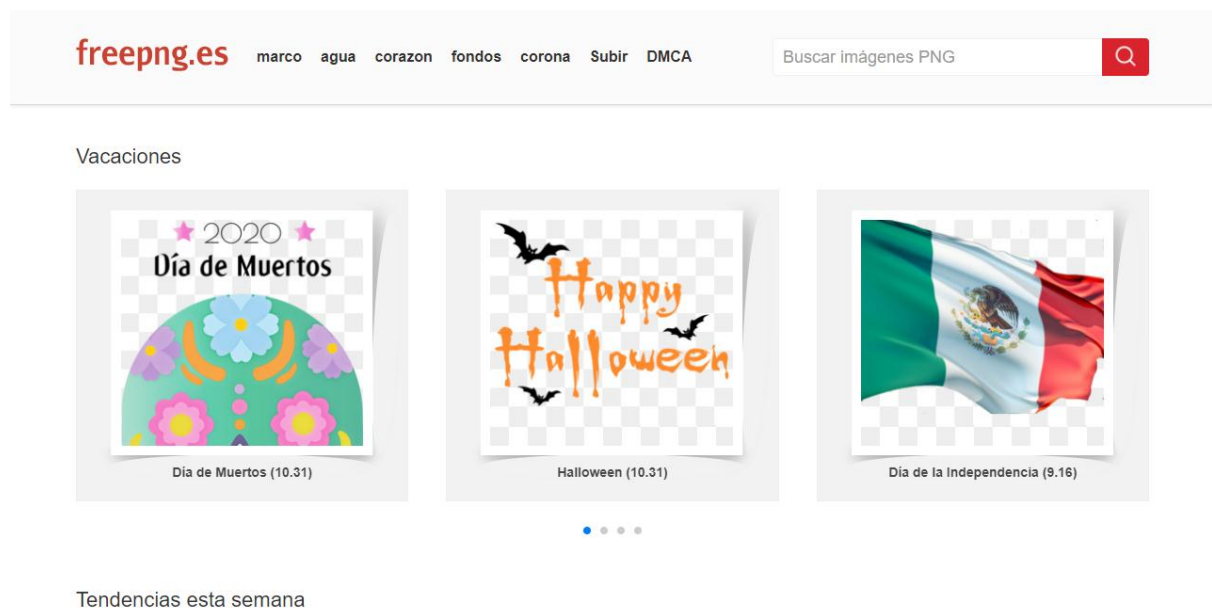 freepng.es marco agua corazon fondos corona Subir DMCA Buscar imágenes PNG
Vacaciones
2020
Día de Muertos
Día de Muertos (10.31)
Happy
Halloween
Halloween (10.31)
Día de la Independencia (9.16)
Tendencias esta semana